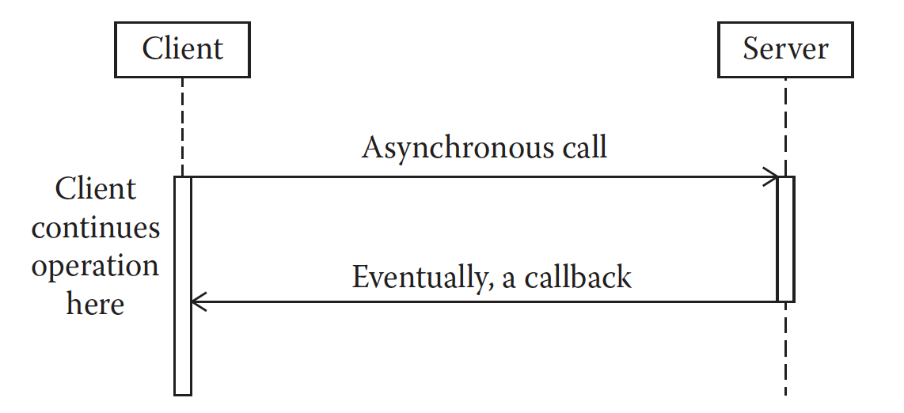 Client
Server
Asynchronous call
Client
continues
operation
here
Eventually, a callback